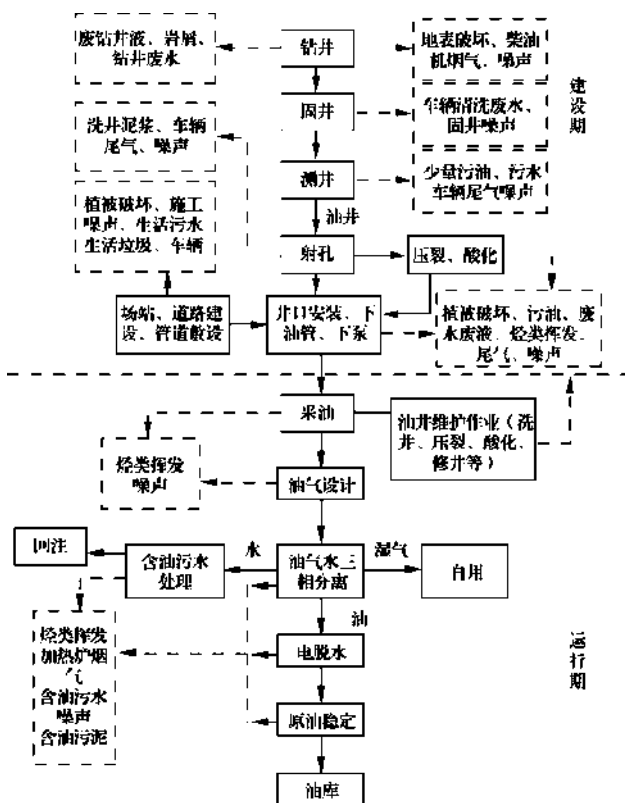 废钻井液、岩屑、
钻井废水
钻井
地表破坏、柴油
机烟气、噪声
建设期
固井
车辆清洗废水、
固井噪声
洗井泥浆、车辆
尾气、噪声
测井
少量污油、污水
车辆尾气噪声
油井
植被破坏、施工
噪声、生活污水
生活垃圾、车辆
射孔
压裂、酸化
场站、道路建
设、管道敷设
井口安装、下
油管、下泵
植被破坏、污油、废
水废液、烃类挥发、
尾气、噪声
采油
油井维护作业（洗
井、压裂、酸化、
修井等）
烃类挥发
噪声
油气设计
回注
含油污水
处理
水
油气水三
相分离
湿气
自用
油
烃类挥发
加热炉烟
气
含油污水
噪声
含油污泥
电脱水
运行期
原油稳定
油库